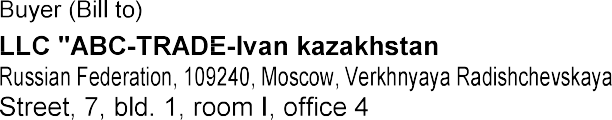 Buyer (Bill to)
LLC "ABC-TRADE-Ivan kazakhstan
Russian Federation, 109240, Moscow, Verkhnyaya Radishchevskaya
Street, 7, bld. 1, room I, office 4